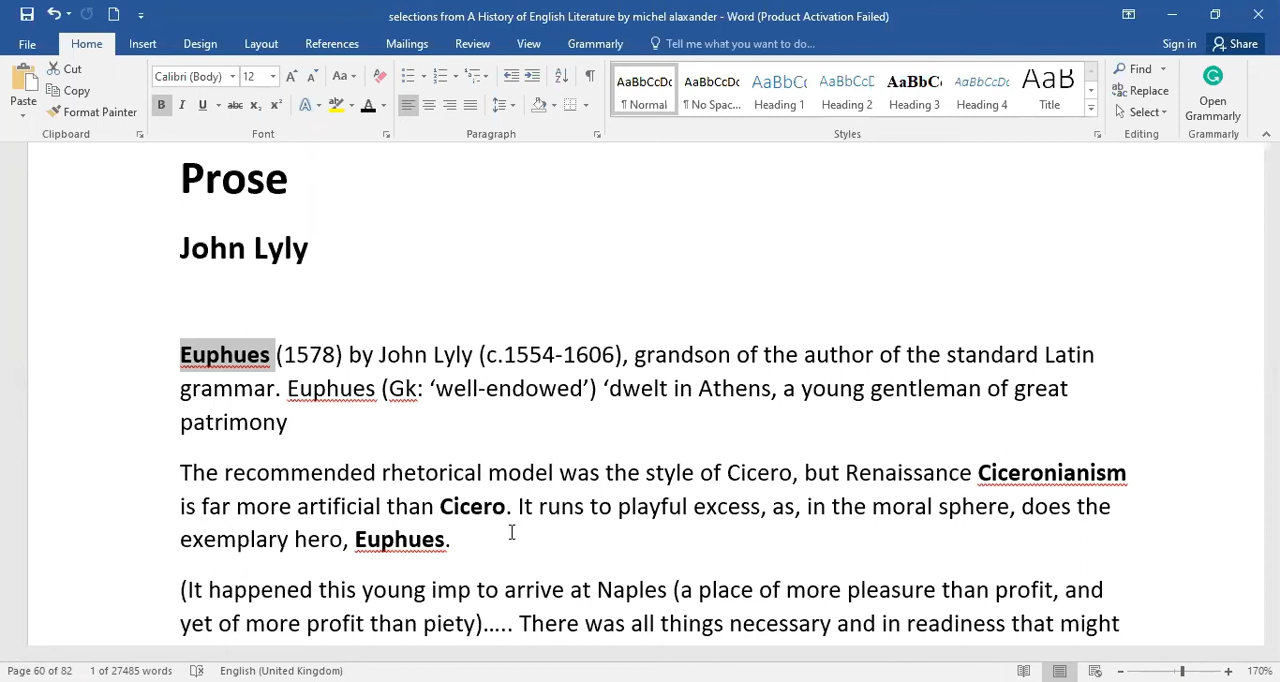 selections from A History of English Literature by michel alaxander - Word (Product Activation Failed)
File Home Insert Design Layout References Mailings Review View Grammarly Tell me what you want to do... Sign in Share
Paste Cut Copy Format Painter
Calibri (Body) 12 A A Aa
B I U abc X₂ X² A A
AaBbCcDc AaBbCcDc AaBbC( AaBbCcD AaBbC( AaBbCcDc AaB
¶ Normal ¶ No Spac... Heading 1 Heading 2 Heading 3 Heading 4 Title
Find Replace Select
Open Grammarly
Clipboard Font Paragraph Styles Editing Grammarly
Prose
John Lyly
Euphues (1578) by John Lyly (c.1554-1606), grandson of the author of the standard Latin
grammar. Euphues (Gk: ‘well-endowed’) ‘dwelt in Athens, a young gentleman of great
patrimony
The recommended rhetorical model was the style of Cicero, but Renaissance Ciceronianism
is far more artificial than Cicero. It runs to playful excess, as, in the moral sphere, does the
exemplary hero, Euphues.
(It happened this young imp to arrive at Naples (a place of more pleasure than profit, and
yet of more profit than piety)….. There was all things necessary and in readiness that might
Page 60 of 82 1 of 27485 words English (United Kingdom) 170%